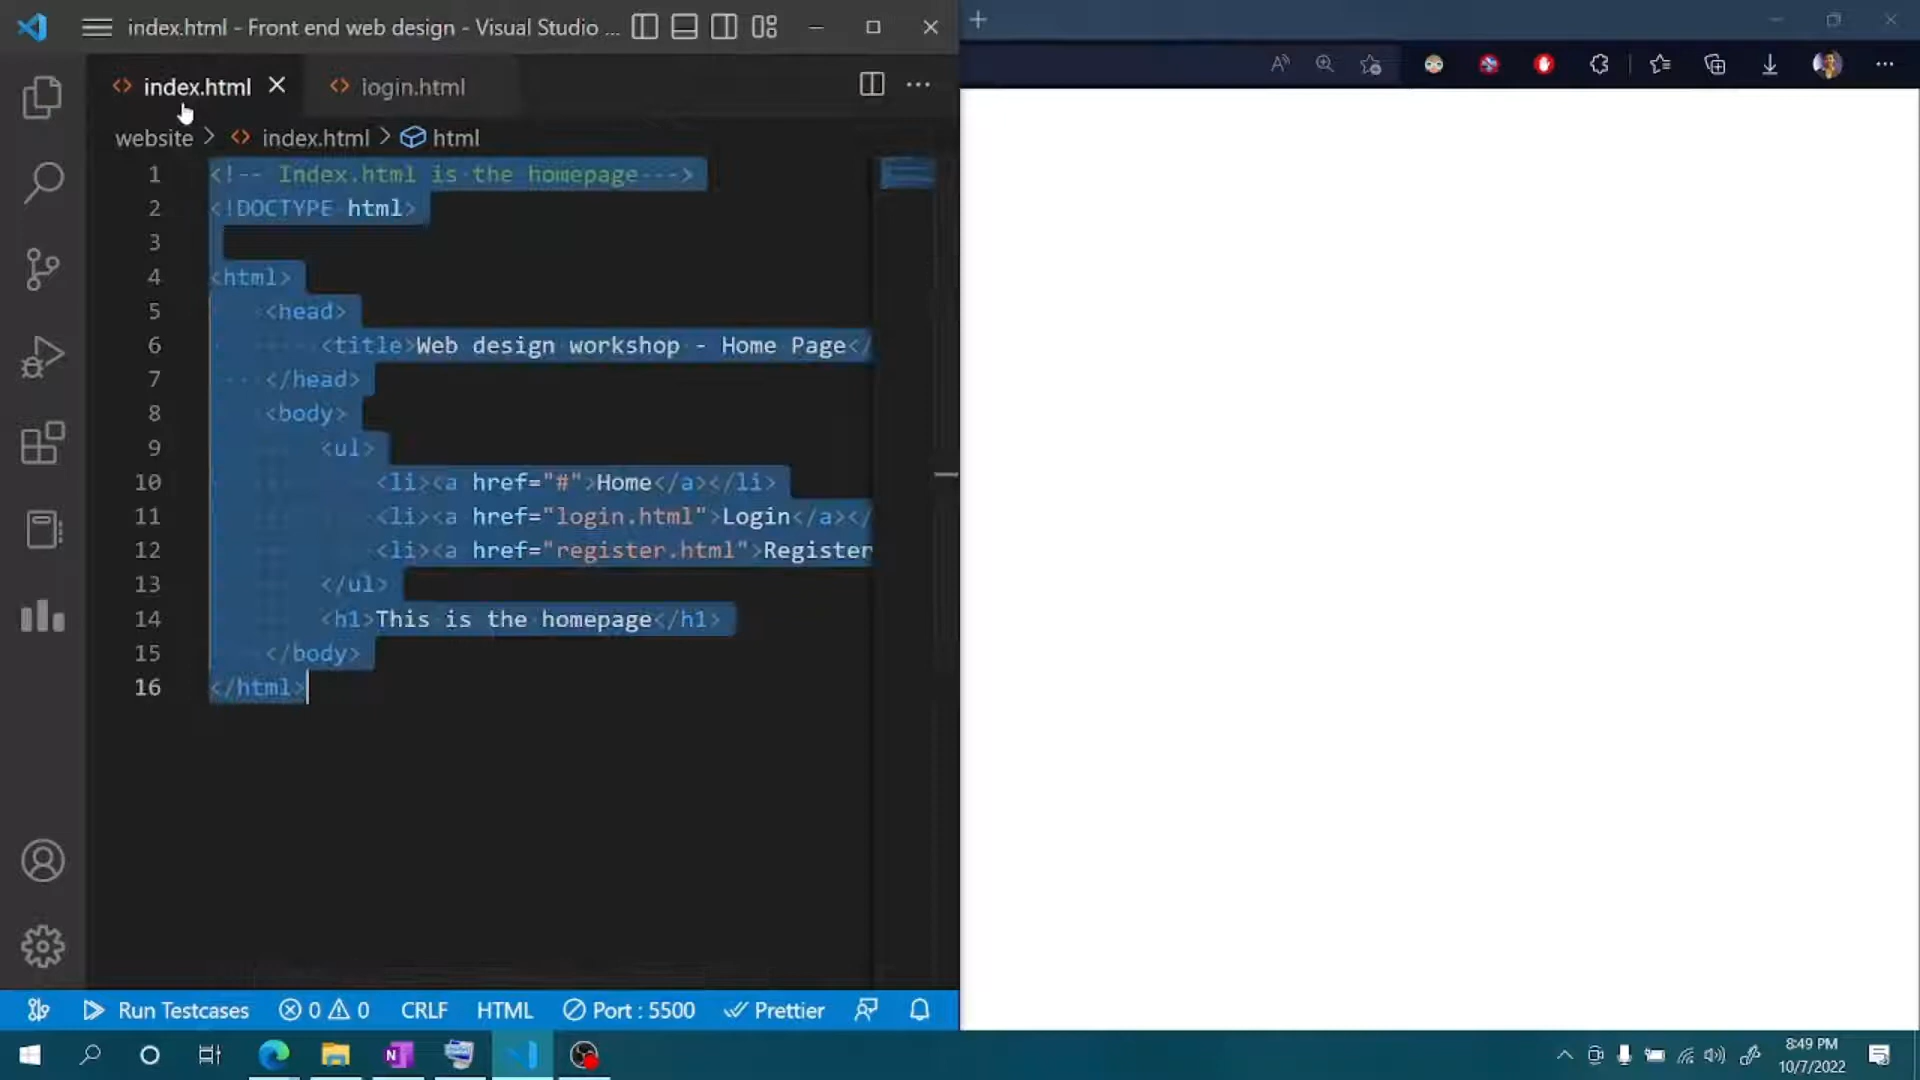 index.html - Front end web design - Visual Studio ...
index.html
login.html
website > index.html > html
1 <!-- Index.html is the homepage--->
2 <!DOCTYPE html>
3
4 <html>
5 <head>
6 <title>Web design workshop - Home Page</
7 </head>
8 <body>
9 <ul>
10 <li><a href="#">Home</a></li>
11 <li><a href="login.html">Login</a></
12 <li><a href="register.html">Register
13 </ul>
14 <h1>This is the homepage</h1>
15 </body>
16 </html>
Run Testcases 0 0 CRLF HTML Port : 5500 Prettier
8:49 PM
10/7/2022